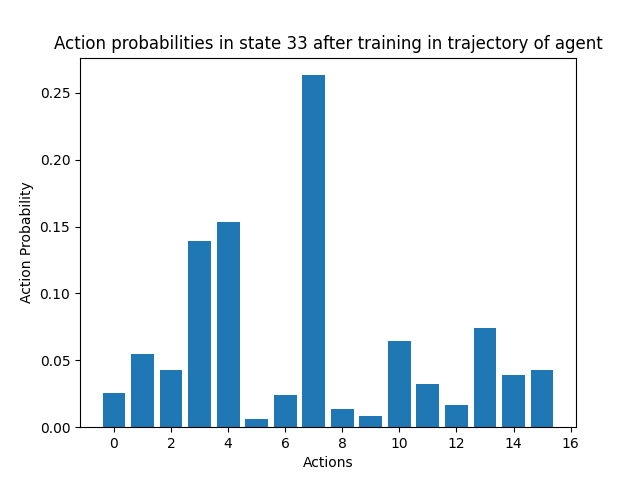 Action probabilities in state 33 after training in trajectory of agent
0.25
0.20
0.15
0.10
0.05
0.00
Action Probability
0 2 4 6 8 10 12 14 16
Actions